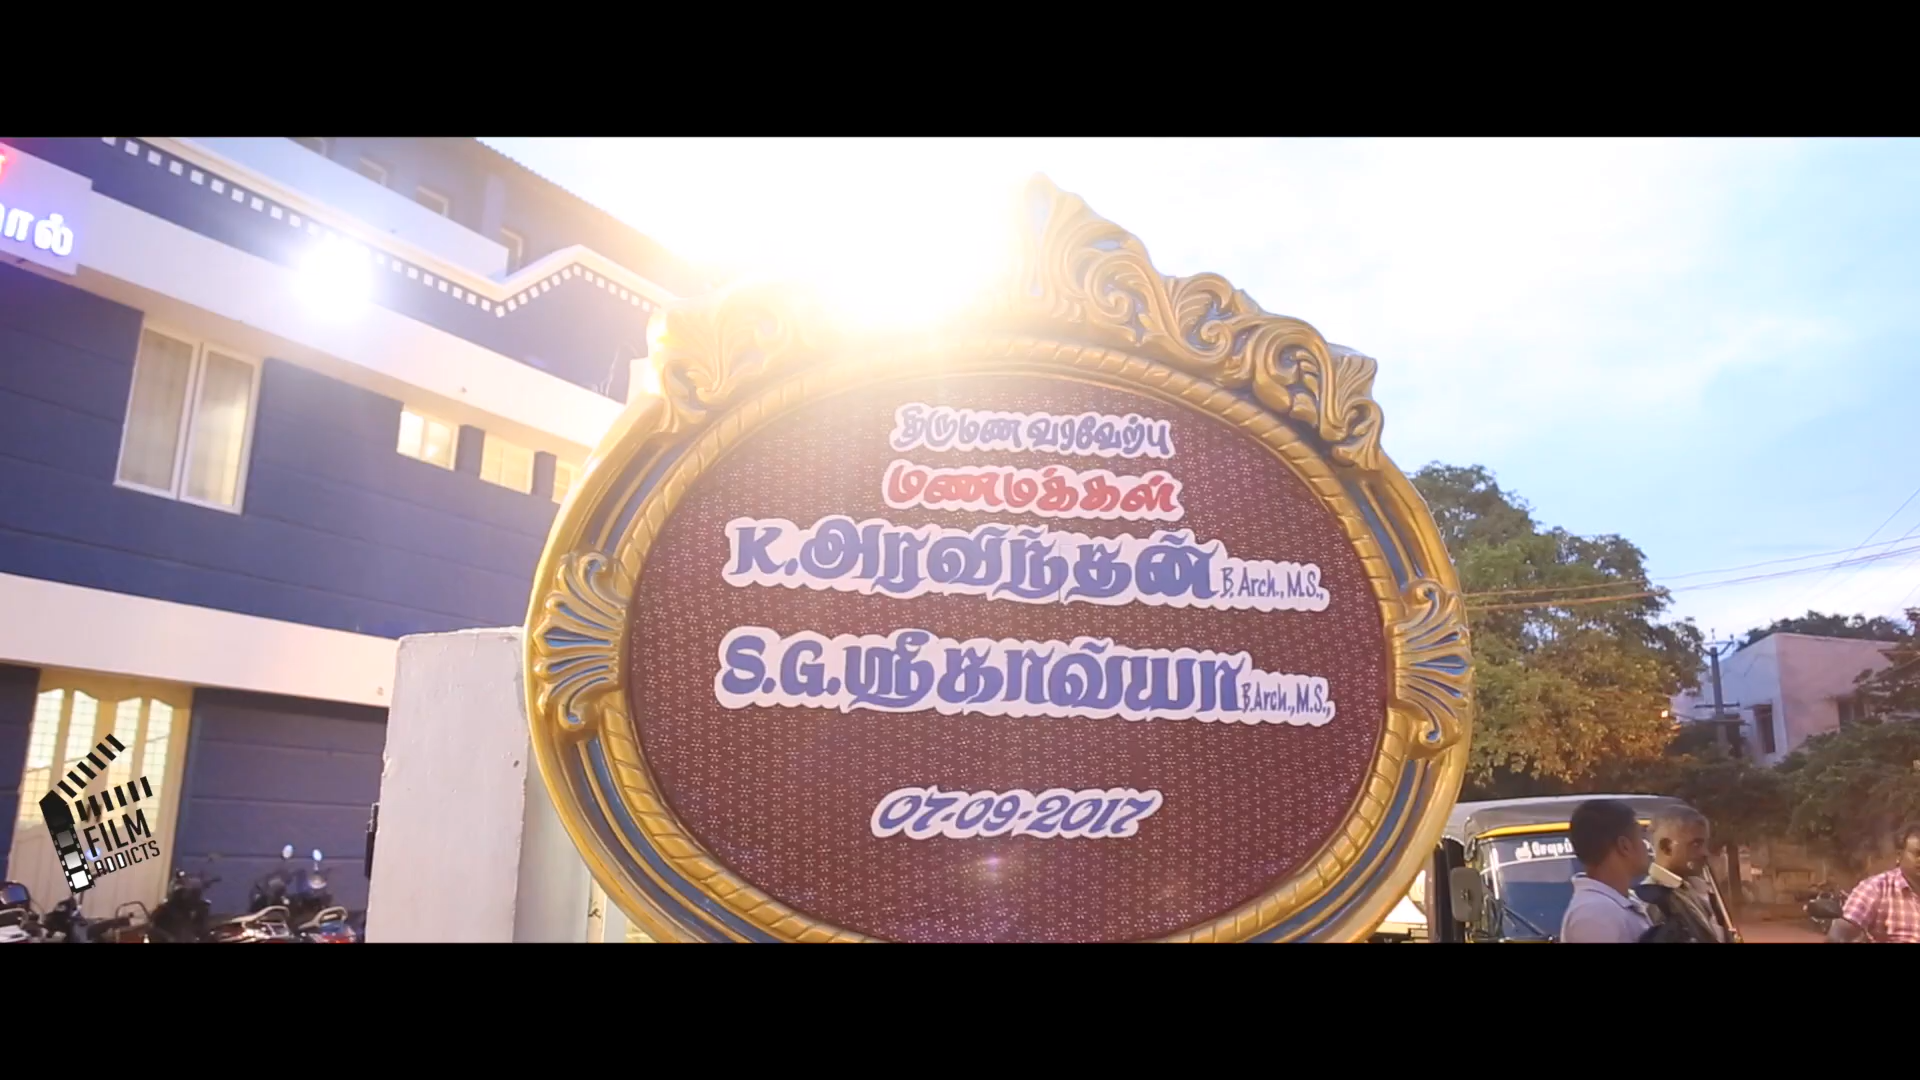 திருமண வரவேற்பு
மணமக்கள்
K.அரவிந்தன் B, Arch., M.S.,
S.G.ஸ்ரீகாவ்யா B.Arch.,M.S.,
07-09-2017
FILM
ADDICTS